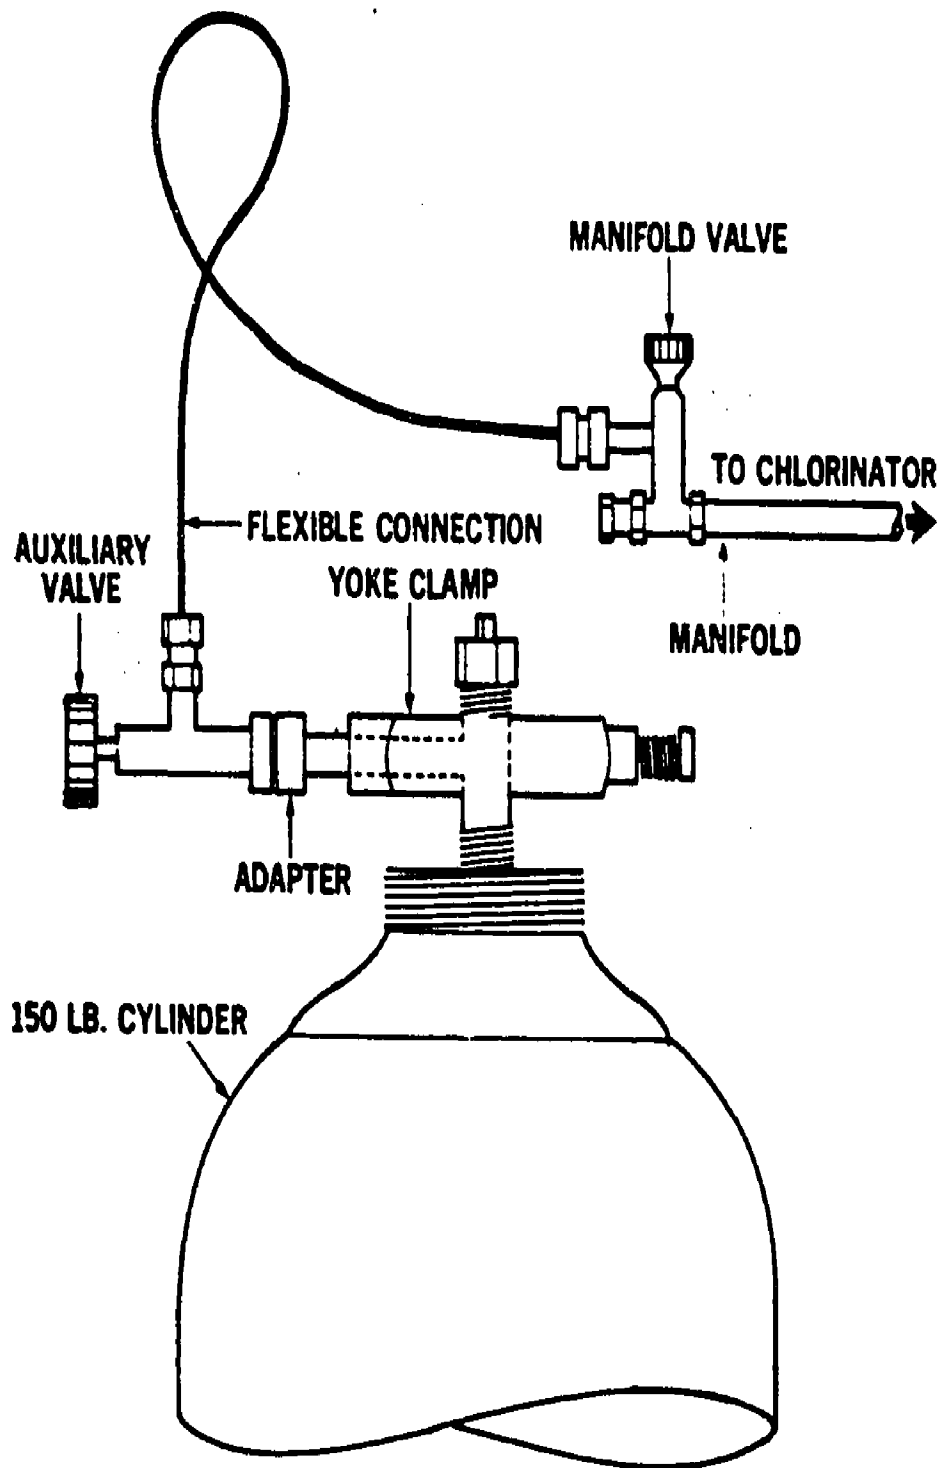 MANIFOLD VALVE
TO CHLORINATOR
FLEXIBLE CONNECTION
AUXILIARY
VALVE
YOKE CLAMP
MANIFOLD
ADAPTER
150 LB. CYLINDER